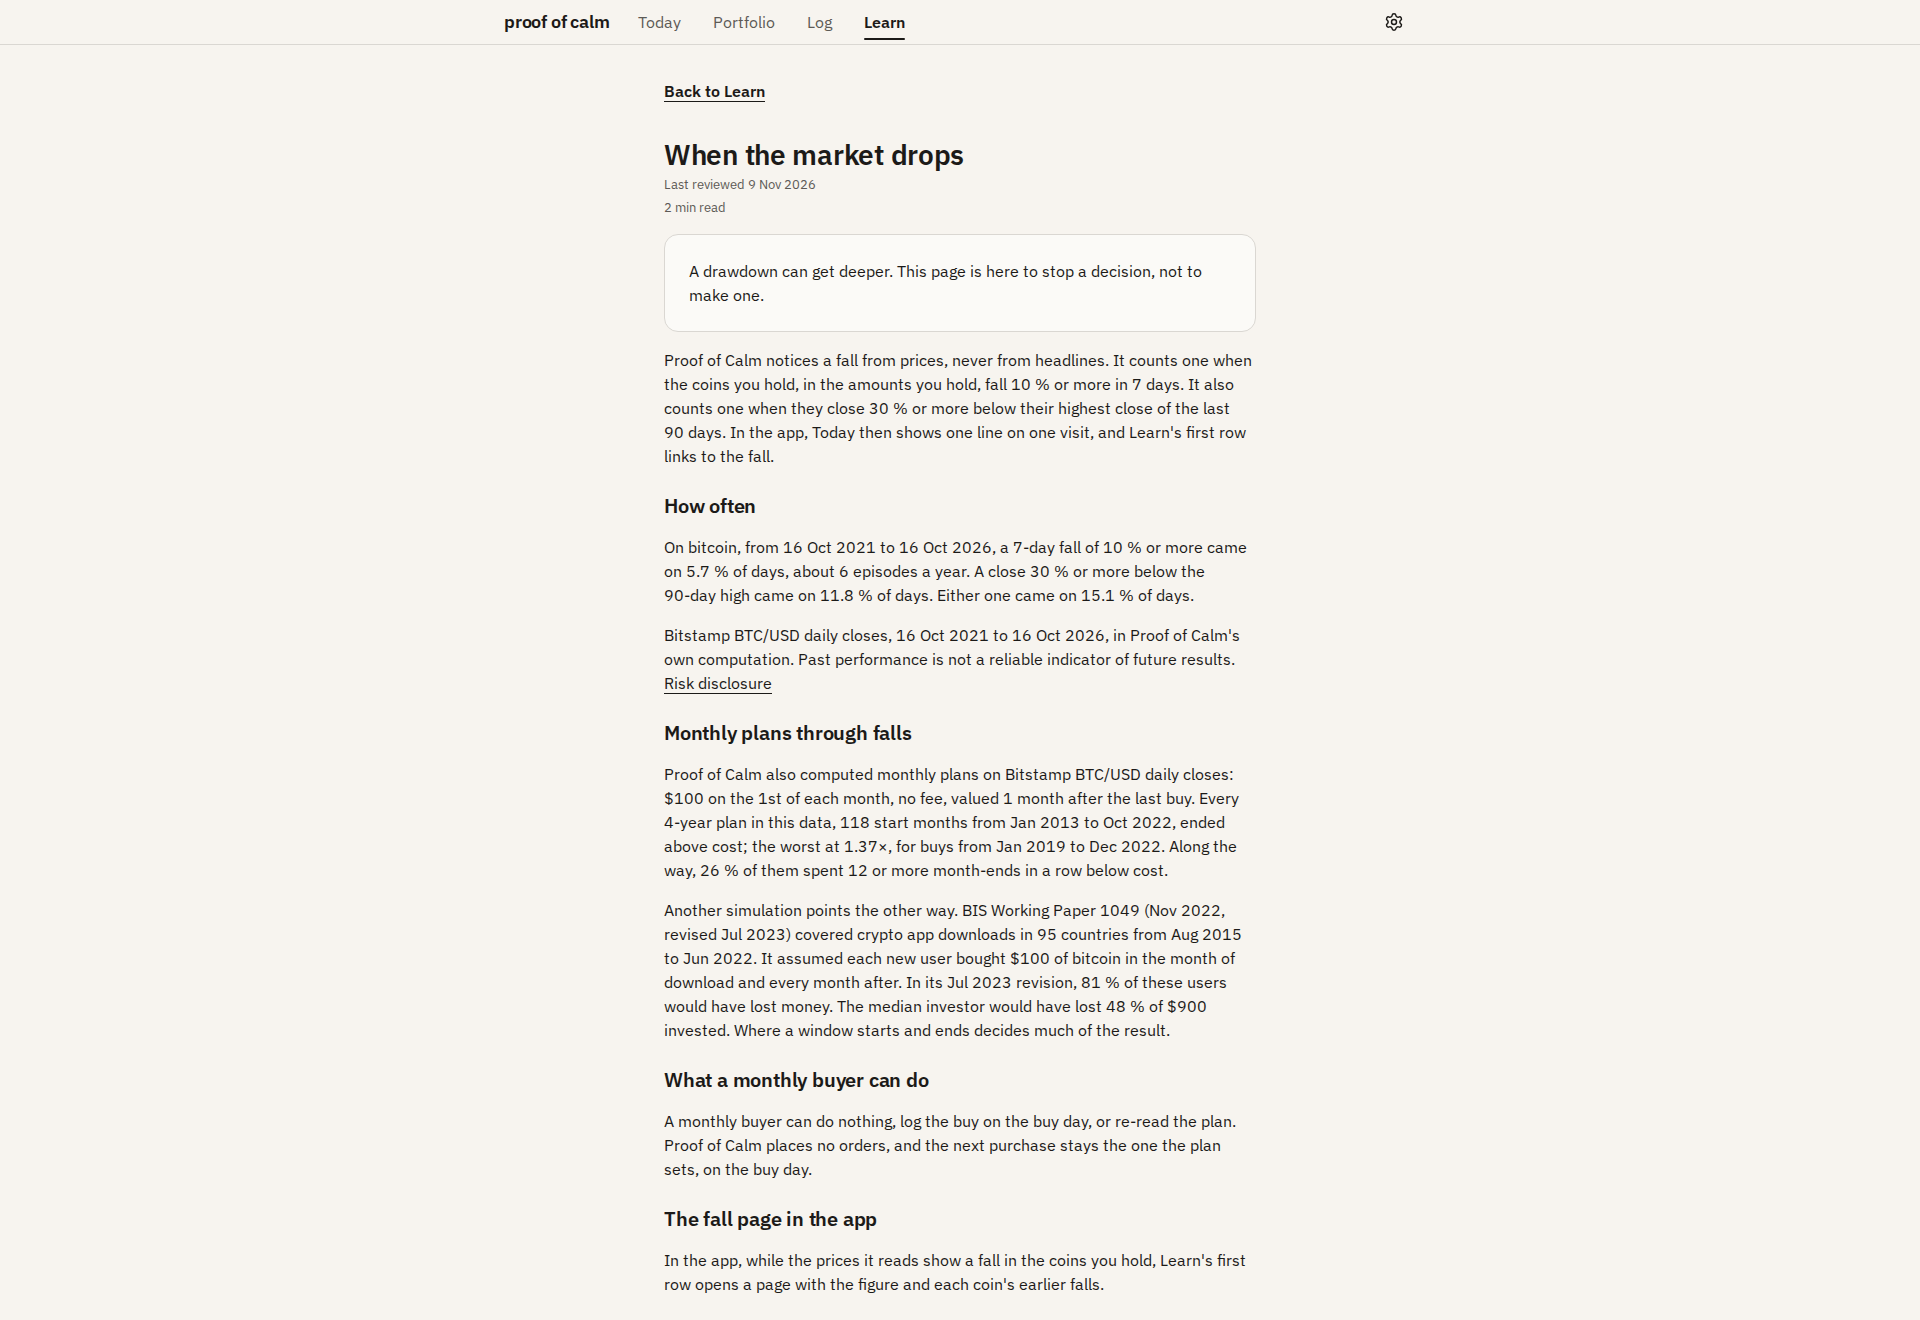 proof of calm
Today
Portfolio
Log
Learn
Back to Learn
When the market drops
Last reviewed 9 Nov 2026
2 min read
A drawdown can get deeper. This page is here to stop a decision, not to
make one.
Proof of Calm notices a fall from prices, never from headlines. It counts one when
the coins you hold, in the amounts you hold, fall 10 % or more in 7 days. It also
counts one when they close 30 % or more below their highest close of the last
90 days. In the app, Today then shows one line on one visit, and Learn's first row
links to the fall.
How often
On bitcoin, from 16 Oct 2021 to 16 Oct 2026, a 7-day fall of 10 % or more came
on 5.7 % of days, about 6 episodes a year. A close 30 % or more below the
90-day high came on 11.8 % of days. Either one came on 15.1 % of days.
Bitstamp BTC/USD daily closes, 16 Oct 2021 to 16 Oct 2026, in Proof of Calm's
own computation. Past performance is not a reliable indicator of future results.
Risk disclosure
Monthly plans through falls
Proof of Calm also computed monthly plans on Bitstamp BTC/USD daily closes:
$100 on the 1st of each month, no fee, valued 1 month after the last buy. Every
4-year plan in this data, 118 start months from Jan 2013 to Oct 2022, ended
above cost; the worst at 1.37×, for buys from Jan 2019 to Dec 2022. Along the
way, 26 % of them spent 12 or more month-ends in a row below cost.
Another simulation points the other way. BIS Working Paper 1049 (Nov 2022,
revised Jul 2023) covered crypto app downloads in 95 countries from Aug 2015
to Jun 2022. It assumed each new user bought $100 of bitcoin in the month of
download and every month after. In its Jul 2023 revision, 81 % of these users
would have lost money. The median investor would have lost 48 % of $900
invested. Where a window starts and ends decides much of the result.
What a monthly buyer can do
A monthly buyer can do nothing, log the buy on the buy day, or re-read the plan.
Proof of Calm places no orders, and the next purchase stays the one the plan
sets, on the buy day.
The fall page in the app
In the app, while the prices it reads show a fall in the coins you hold, Learn's first
row opens a page with the figure and each coin's earlier falls.